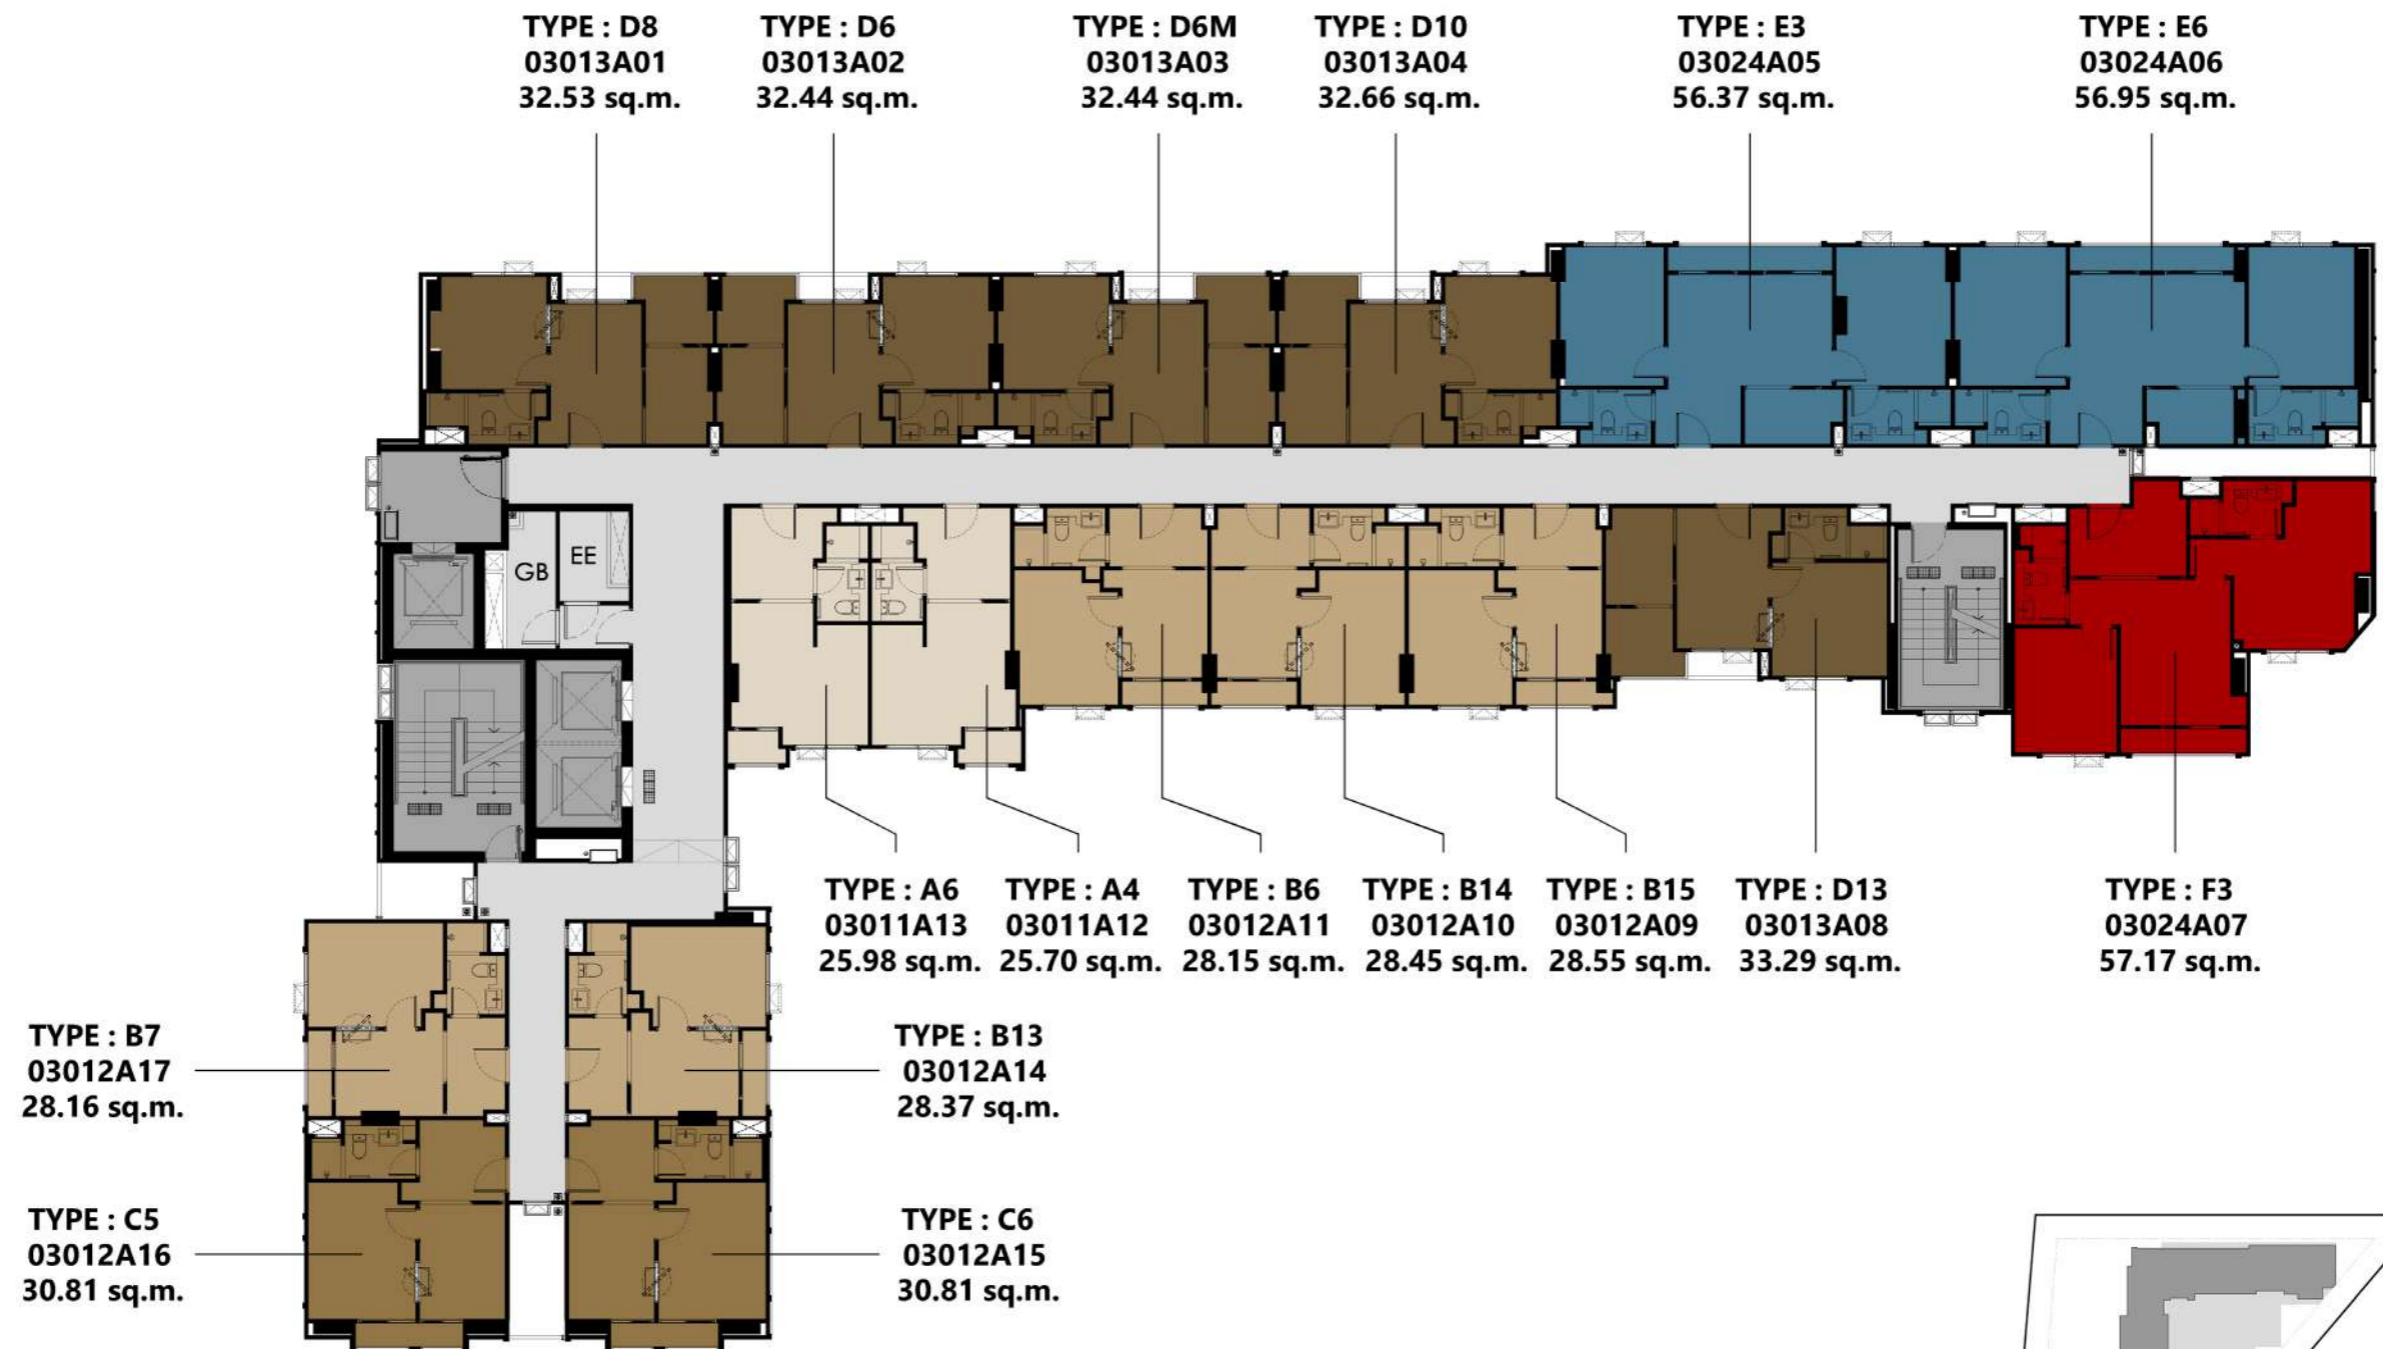 TYPE : D8
03013A01
32.53 sq.m.
TYPE : D6
03013A02
32.44 sq.m.
TYPE : D6M
03013A03
32.44 sq.m.
TYPE : D10
03013A04
32.66 sq.m.
TYPE : E3
03024A05
56.37 sq.m.
TYPE : E6
03024A06
56.95 sq.m.
GB
EE
TYPE : A6
03011A13
25.98 sq.m.
TYPE : A4
03011A12
25.70 sq.m.
TYPE : B6
03012A11
28.15 sq.m.
TYPE : B14
03012A10
28.45 sq.m.
TYPE : B15
03012A09
28.55 sq.m.
TYPE : D13
03013A08
33.29 sq.m.
TYPE : F3
03024A07
57.17 sq.m.
TYPE : B7
03012A17
28.16 sq.m.
TYPE : B13
03012A14
28.37 sq.m.
TYPE : C5
03012A16
30.81 sq.m.
TYPE : C6
03012A15
30.81 sq.m.